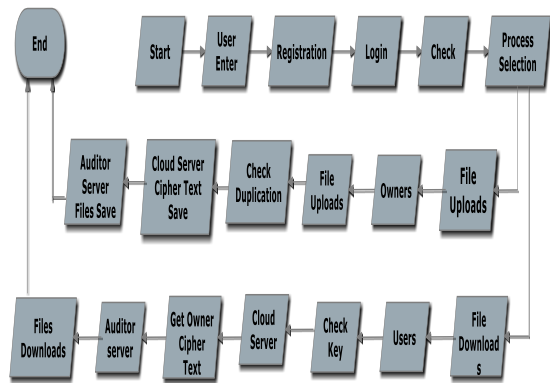 End
Start
User
Enter
Registration
Login
Check
Process
Selection
Auditor
Server
Files Save
Cloud Server
Cipher Text
Save
Check
Duplication
File
Uploads
Owners
File
Uploads
Files
Downloads
Auditor
server
Get Owner
Cipher
Text
Cloud
Server
Check
Key
Users
File
Download
s